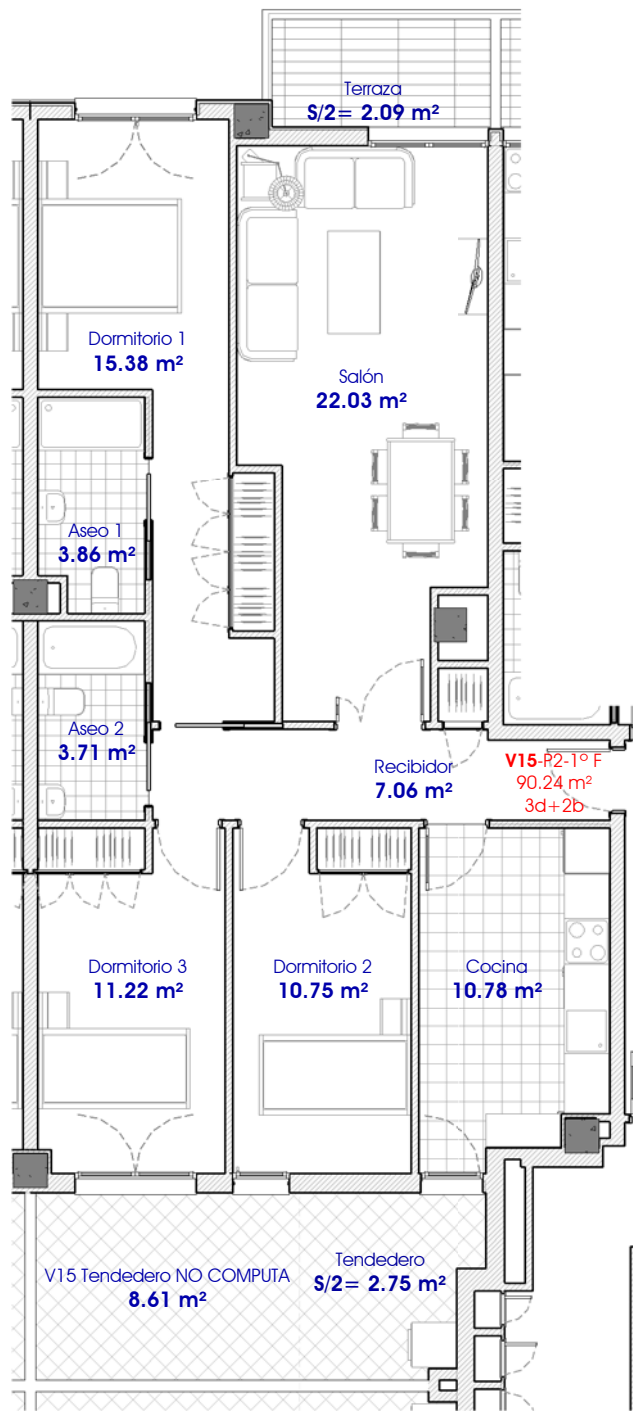 Terraza
S/2= 2.09 m²
Dormitorio 1
15.38 m²
Salón
22.03 m²
Aseo 1
3.86 m²
Aseo 2
3.71 m²
Recibidor
7.06 m²
V15-P2-1º F
90.24 m²
3d+2b
Dormitorio 3
11.22 m²
Dormitorio 2
10.75 m²
Cocina
10.78 m²
V15 Tendedero NO COMPUTA
8.61 m²
Tendedero
S/2= 2.75 m²